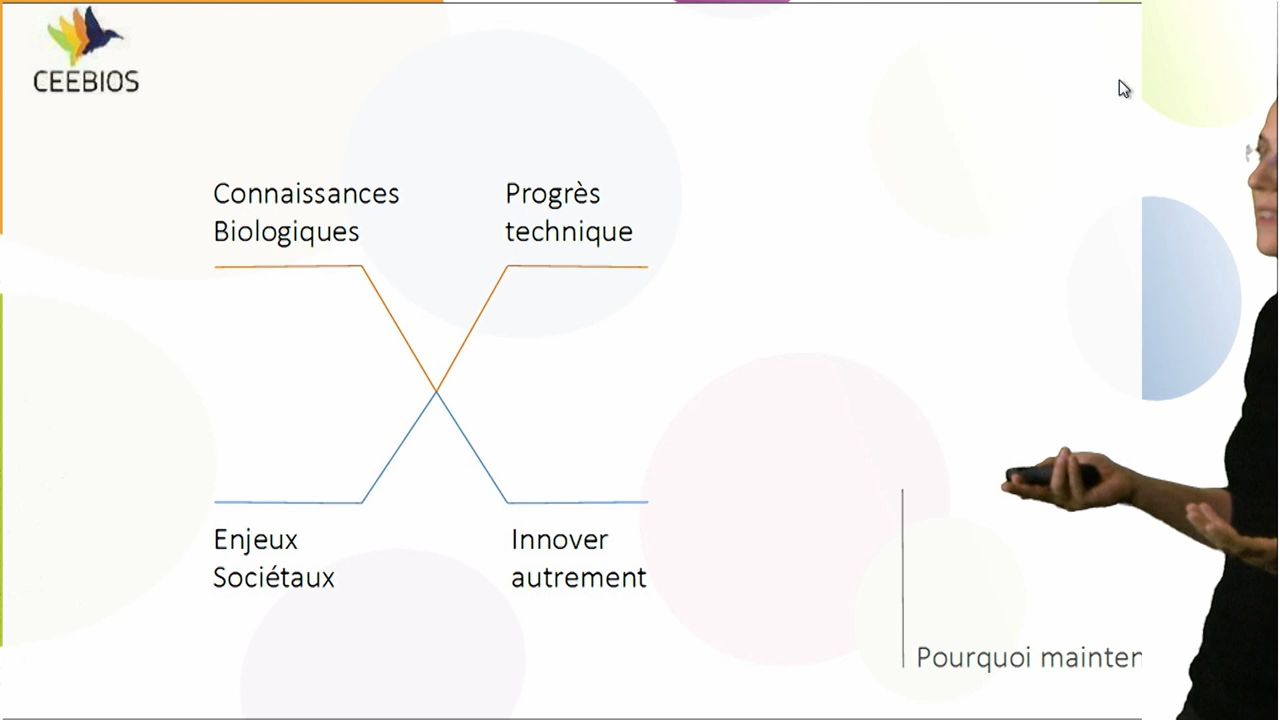 CEEBIOS
Connaissances
Biologiques
Progrès
technique
Enjeux
Sociétaux
Innover
autrement
Pourquoi mainten